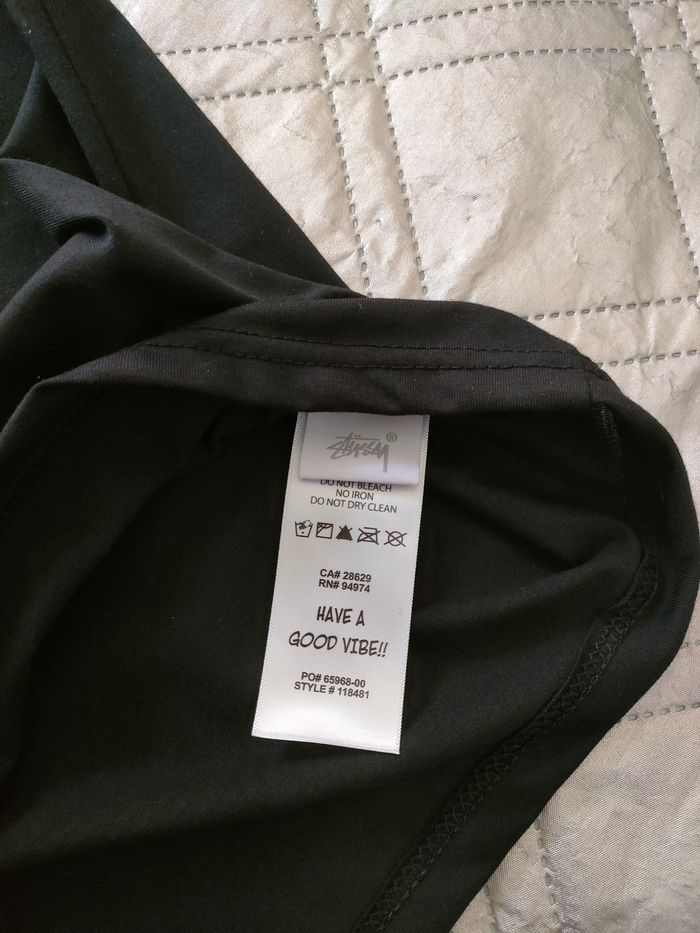 STÜSSY®
DO NOT BLEACH
NO IRON
DO NOT DRY CLEAN
CA# 28629
RN# 94974
HAVE A
GOOD VIBE!!
PO# 65968-00
STYLE # 118481